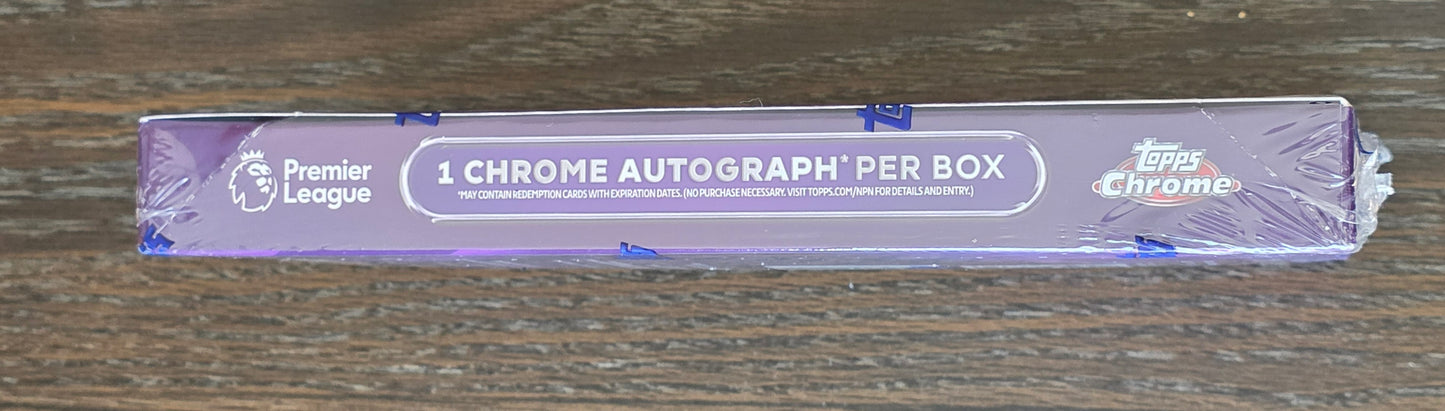 Premier
League
1 CHROME AUTOGRAPH* PER BOX
*MAY CONTAIN REDEMPTION CARDS WITH EXPIRATION DATES. (NO PURCHASE NECESSARY. VISIT TOPPS.COM/NPN FOR DETAILS AND ENTRY.)
Topps
Chrome